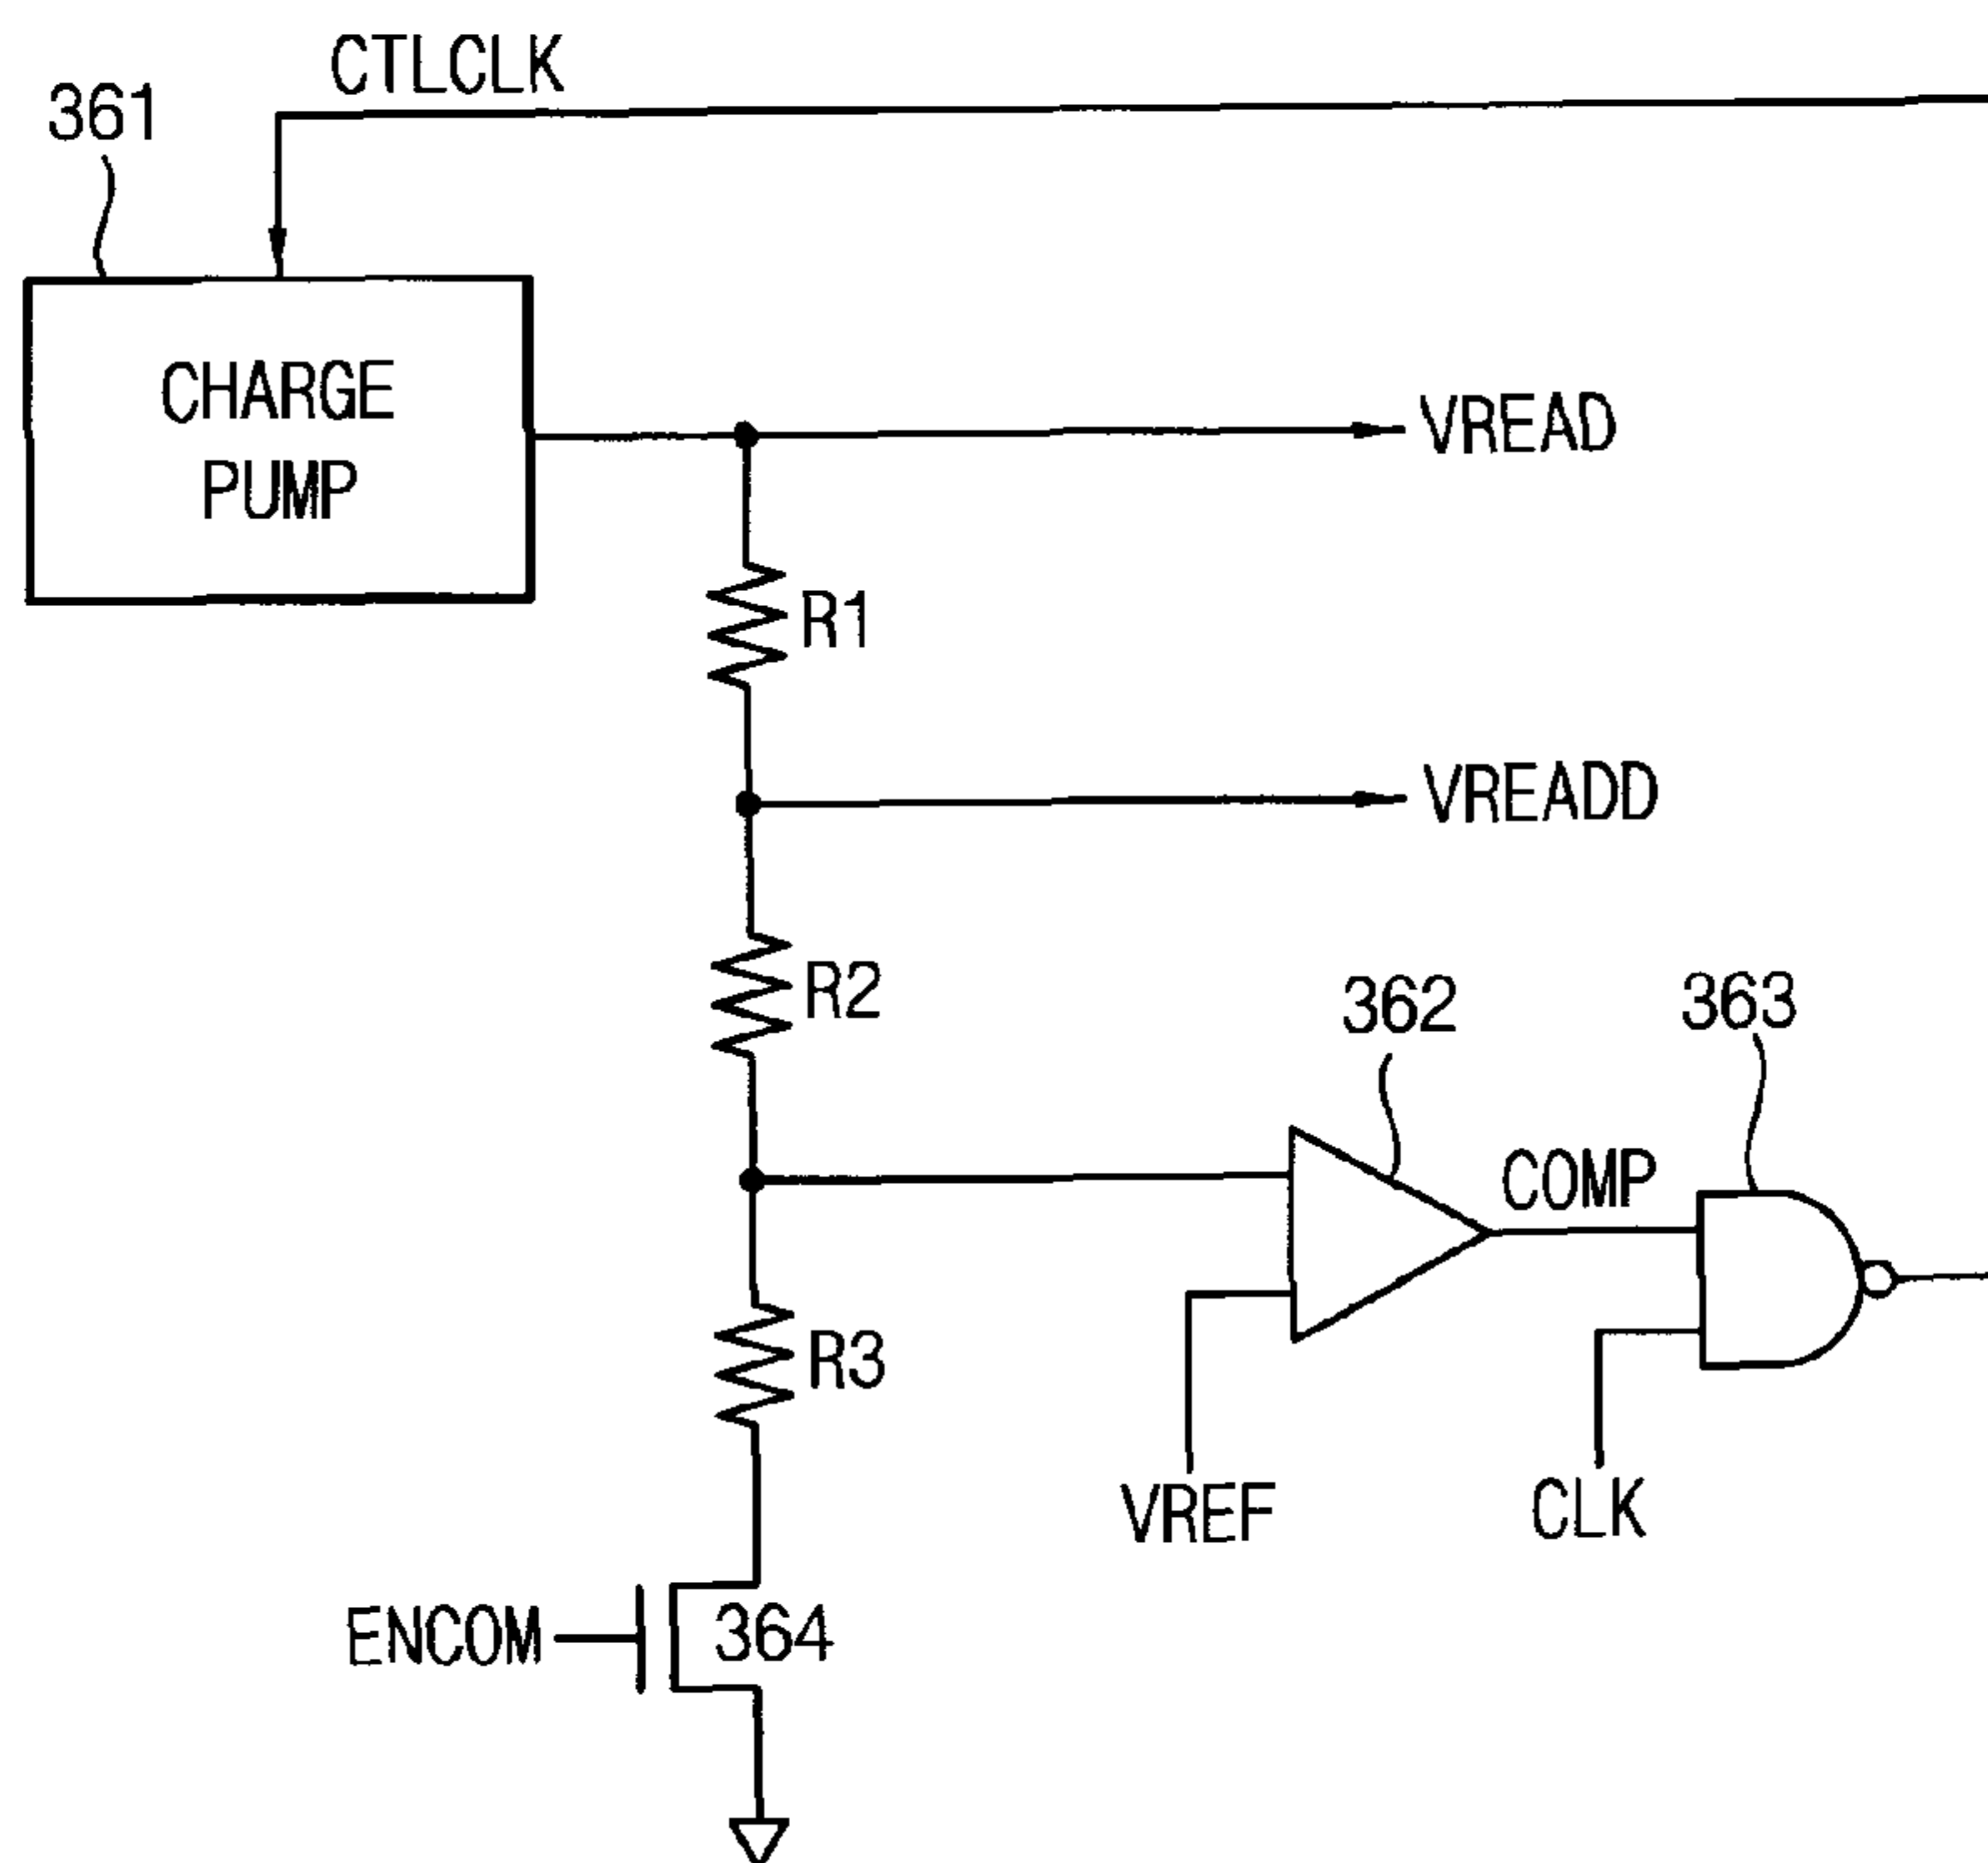 CTLCLK
361
CHARGE
PUMP
VREAD
R1
VREADD
R2
362
363
COMP
R3
VREF
CLK
ENCOM
364